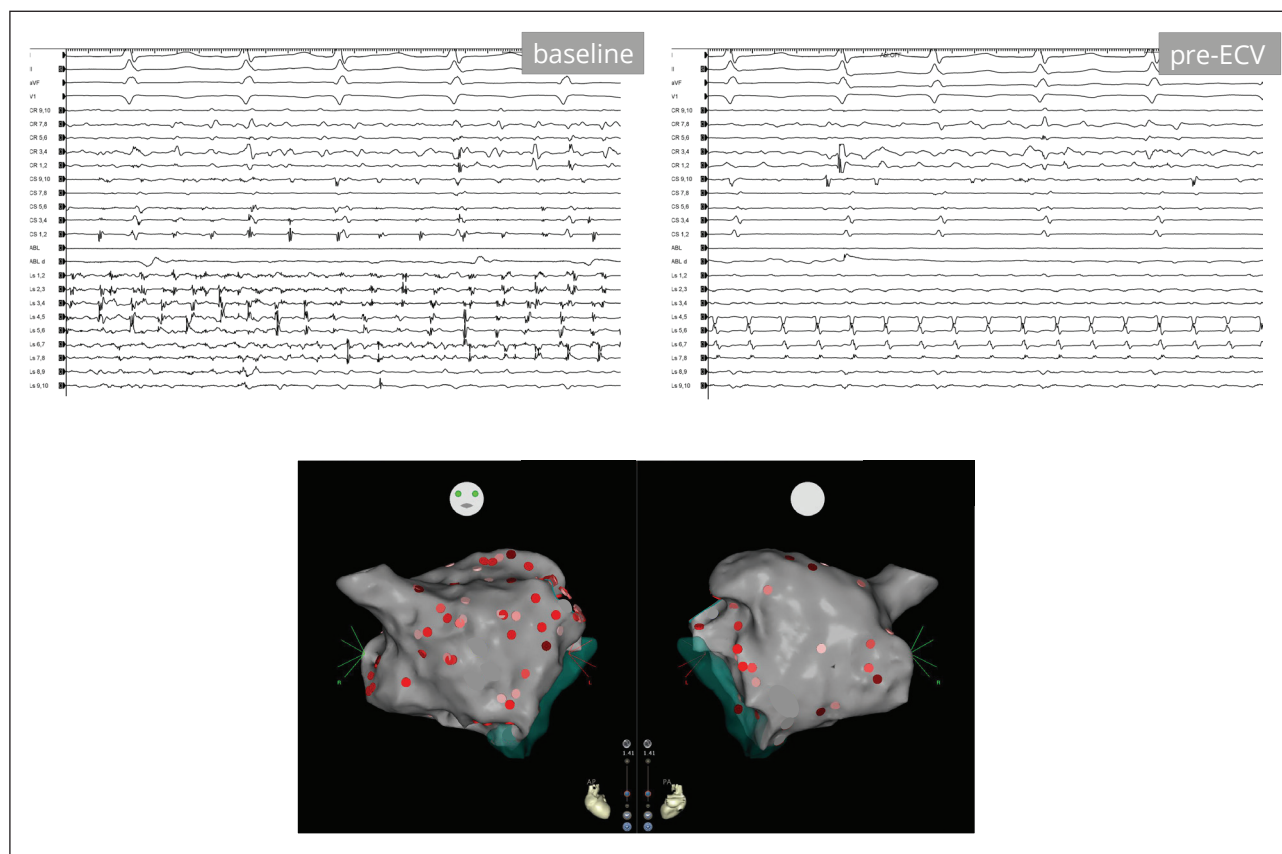 baseline
I
II
aVF
V1
CR 9,10
CR 7,8
CR 5,6
CR 3,4
CR 1,2
CS 9,10
CS 7,8
CS 5,6
CS 3,4
CS 1,2
ABL
ABL d
Ls 1,2
Ls 2,3
Ls 3,4
Ls 4,5
Ls 5,6
Ls 6,7
Ls 7,8
Ls 8,9
Ls 9,10
pre-ECV
I
II
aVF
V1
CR 9,10
CR 7,8
CR 5,6
CR 3,4
CR 1,2
CS 9,10
CS 7,8
CS 5,6
CS 3,4
CS 1,2
ABL
ABL d
Ls 1,2
Ls 2,3
Ls 3,4
Ls 4,5
Ls 5,6
Ls 6,7
Ls 7,8
Ls 8,9
Ls 9,10
R
L
1.41
AP
L
R
1.41
PA